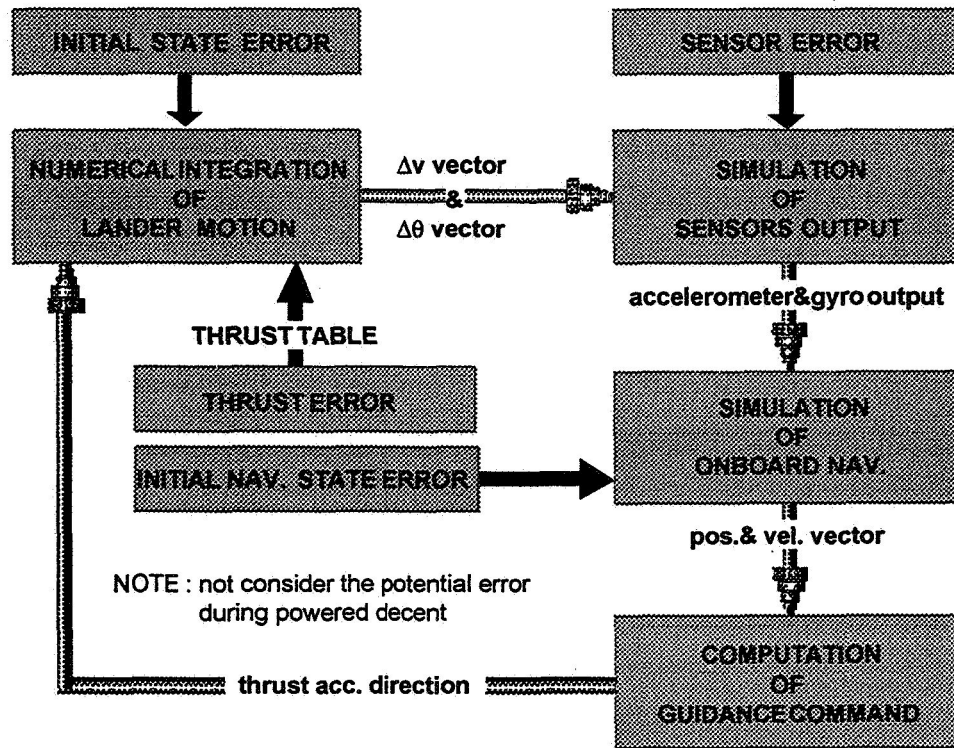 INITIAL STATE ERROR
SENSOR ERROR
NUMERICAL INTEGRATION
OF
LANDER MOTION
Δv vector
&
Δθ vector
SIMULATION
OF
SENSORS OUTPUT
accelerometer&gyro output
THRUST TABLE
THRUST ERROR
INITIAL NAV. STATE ERROR
SIMULATION
OF
ONBOARD NAV.
pos.& vel. vector
NOTE : not consider the potential error
during powered decent
COMPUTATION
OF
GUIDANCE COMMAND
thrust acc. direction